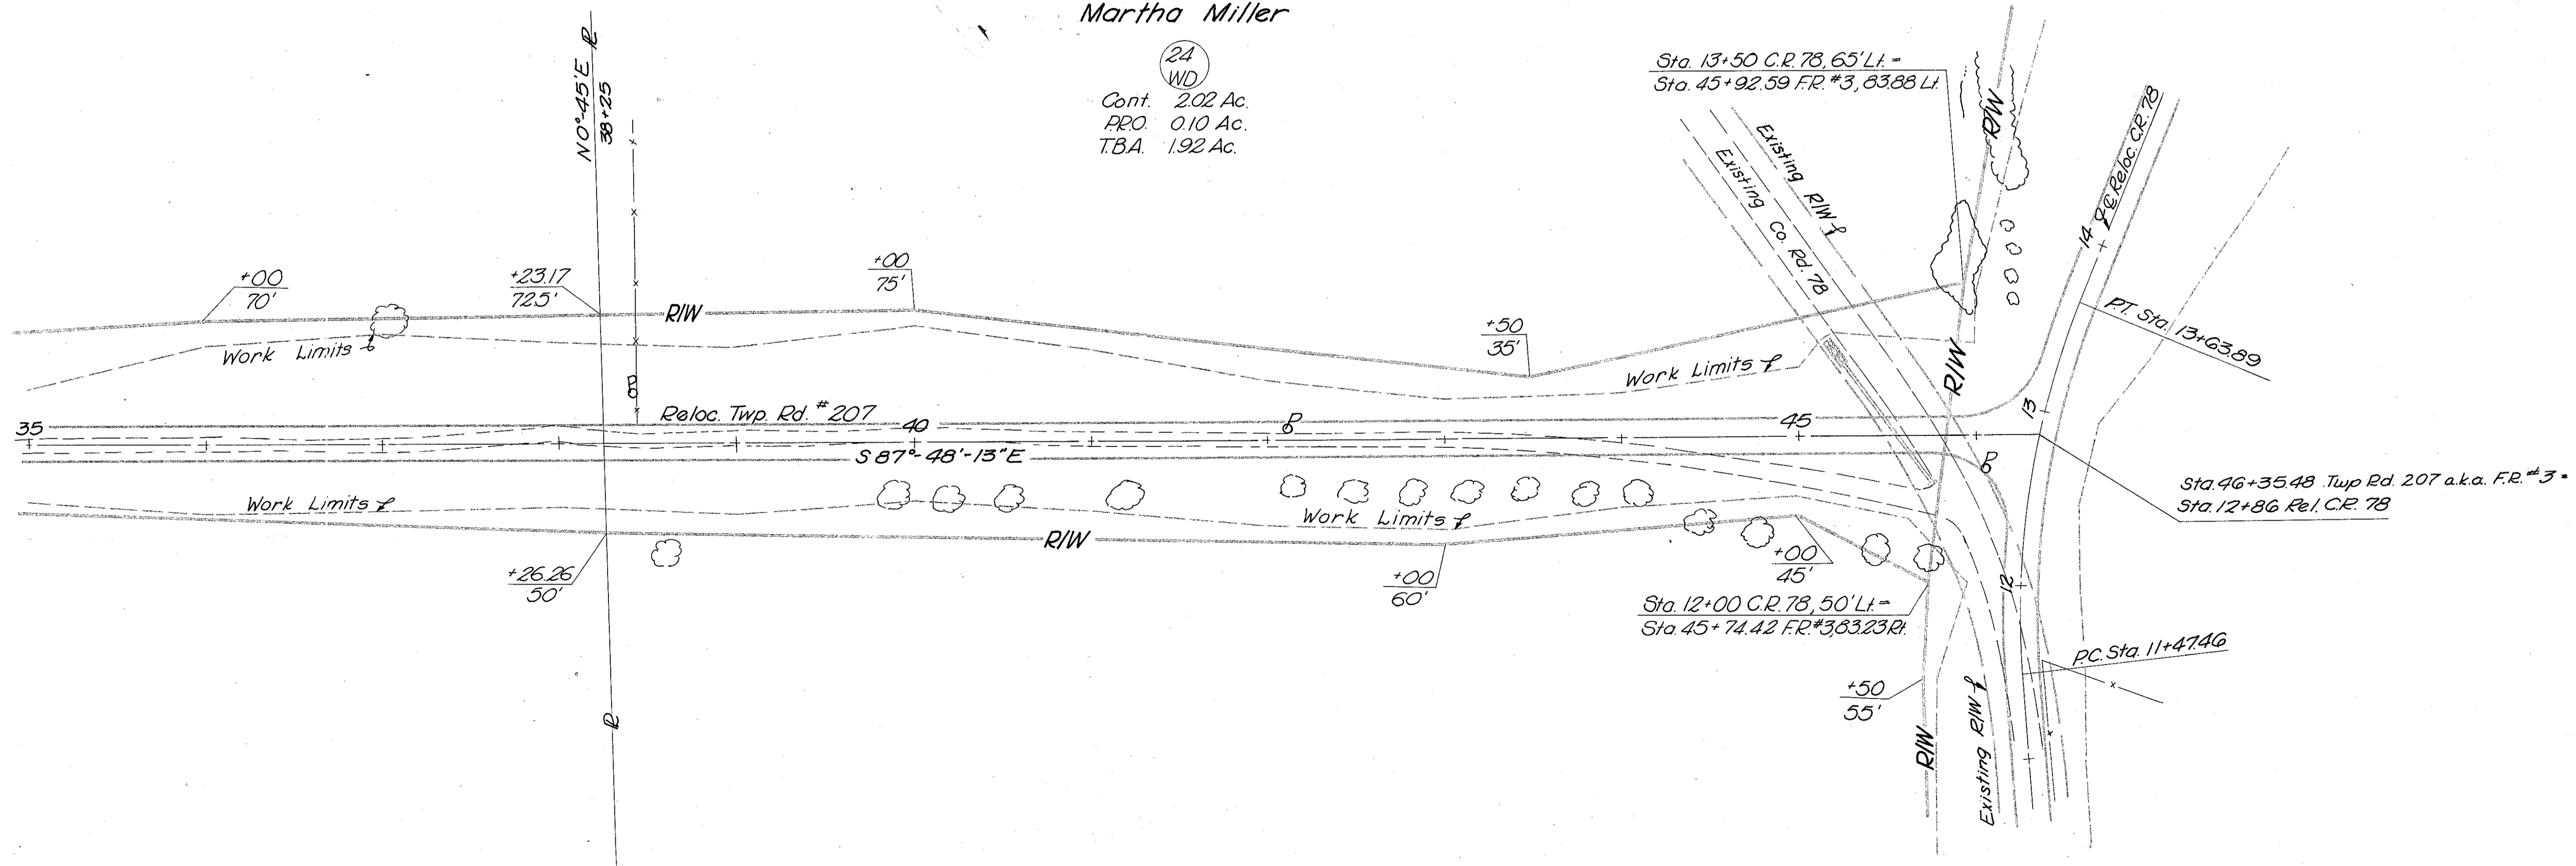 Martha Miller
24
WD
Cont. 2.02 Ac.
P.R.O. 0.10 Ac.
T.B.A. 1.92 Ac.
N0°-45'E
38+25
Sta. 13+50 C.R. 78, 65' Lt. =
Sta. 45+92.59 F.R. #3, 83.88 Lt.
R/W
Existing R/W
Existing Co. Rd. 78
14
℄ Reloc. C.R. 78
+00
70'
+23.17
72.5'
+00
75'
R/W
+50
35'
Work Limits
Work Limits
R/W
P.T. Sta. 13+63.89
35
Reloc. Twp. Rd. #207
40
45
13
S 87°-48'-13"E
Work Limits
Work Limits
Sta. 46+35.48 Twp Rd. 207 a.k.a. F.R. #3 =
Sta. 12+86 Rel. C.R. 78
R/W
+26.26
50'
+00
60'
+00
45'
12
Sta. 12+00 C.R. 78, 50' Lt. =
Sta. 45+74.42 F.R. #3, 83.23 Rt.
P.C. Sta. 11+47.46
+50
55'
R/W
Existing R/W